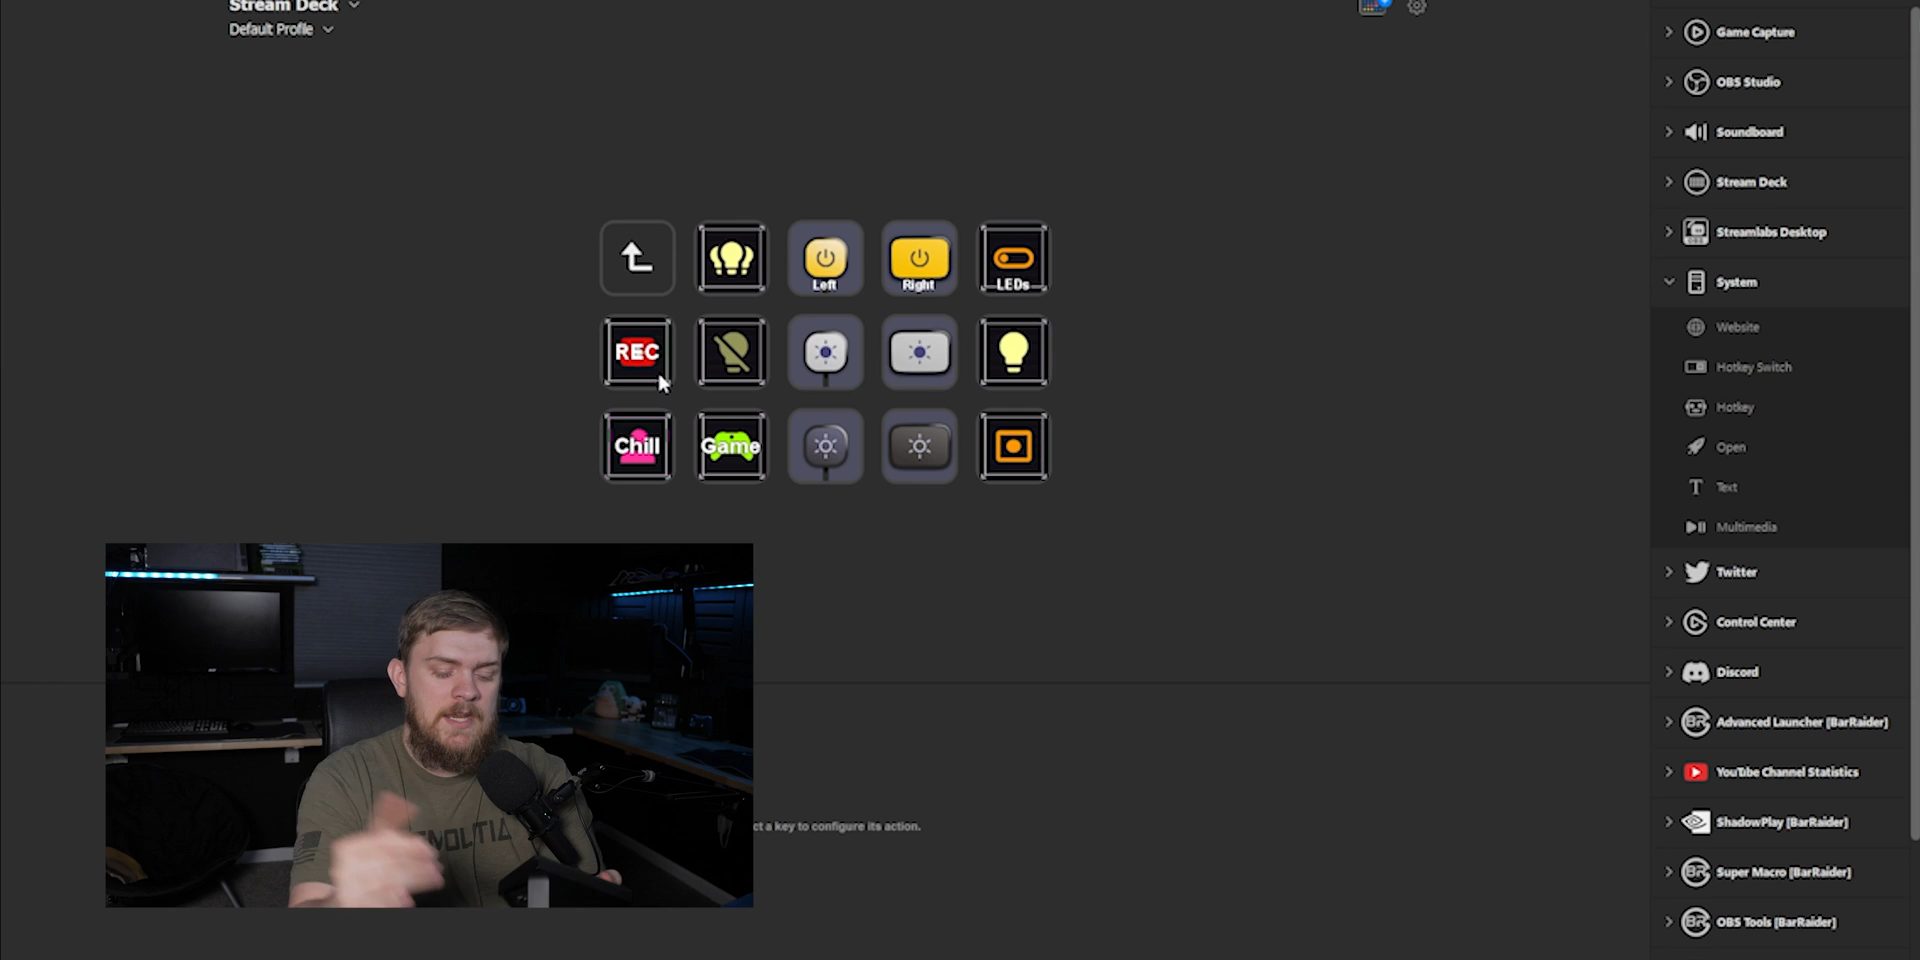 Stream Deck
Default Profile
Left
Right
LEDs
REC
Chill
Game
ct a key to configure its action.
MOLITIA
Game Capture
OBS Studio
Soundboard
Stream Deck
Streamlabs Desktop
System
Website
Hotkey Switch
Hotkey
Open
Text
Multimedia
Twitter
Control Center
Discord
Advanced Launcher [BarRaider]
YouTube Channel Statistics
ShadowPlay [BarRaider]
Super Macro [BarRaider]
OBS Tools [BarRaider]